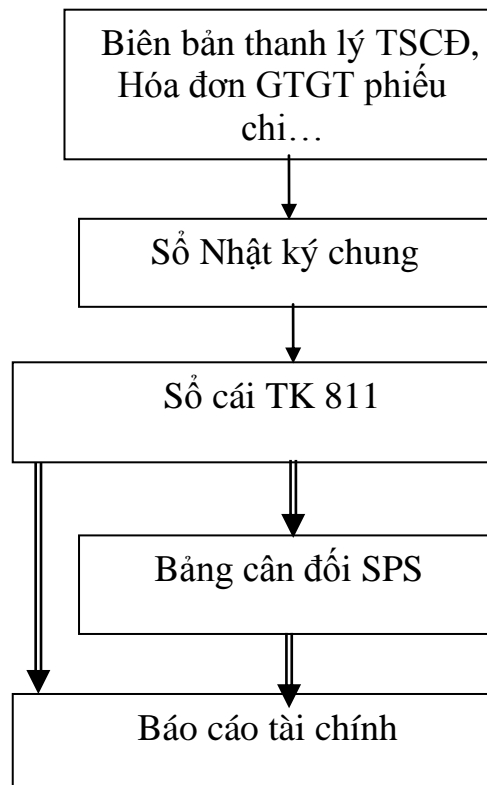 Biên bản thanh lý TSCĐ,
Hóa đơn GTGT phiếu
chi…
Sổ Nhật ký chung
Sổ cái TK 811
Bảng cân đối SPS
Báo cáo tài chính